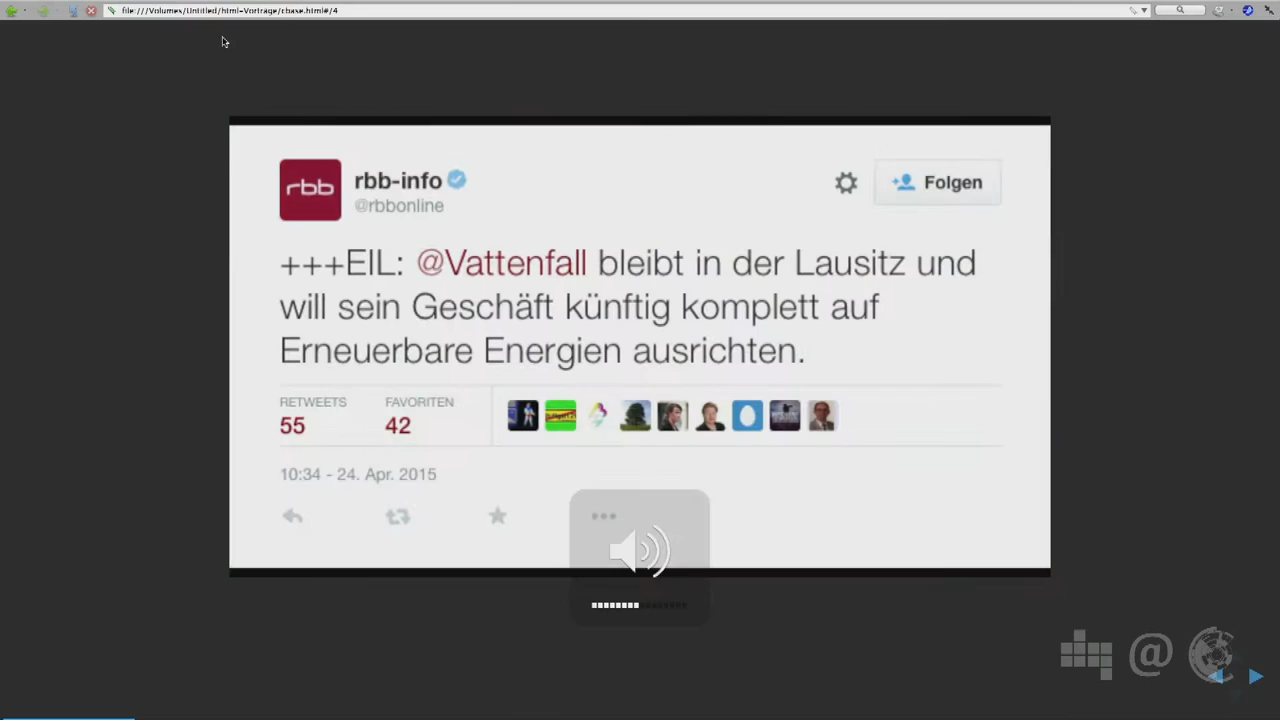 file:///Volumes/Untitled/html-Vorträge/cbase.html#/4
rbb
rbb-info
@rbbonline
Folgen
+++EIL: @Vattenfall bleibt in der Lausitz und
will sein Geschäft künftig komplett auf
Erneuerbare Energien ausrichten.
RETWEETS
FAVORITEN
55
42
10:34 - 24. Apr. 2015
@